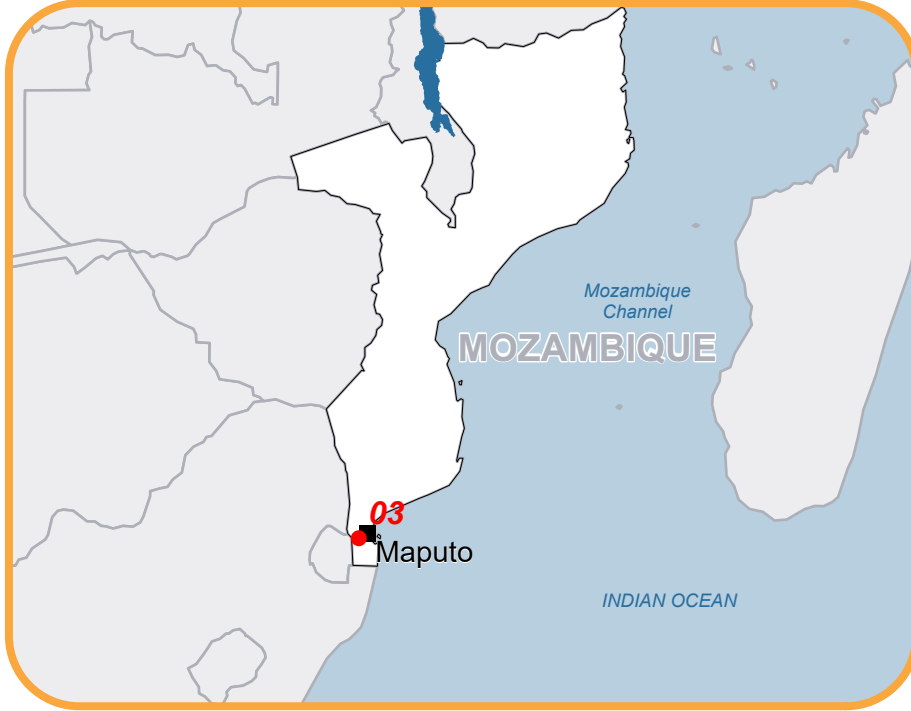 Mozambique
Channel
MOZAMBIQUE
03
Maputo
INDIAN OCEAN